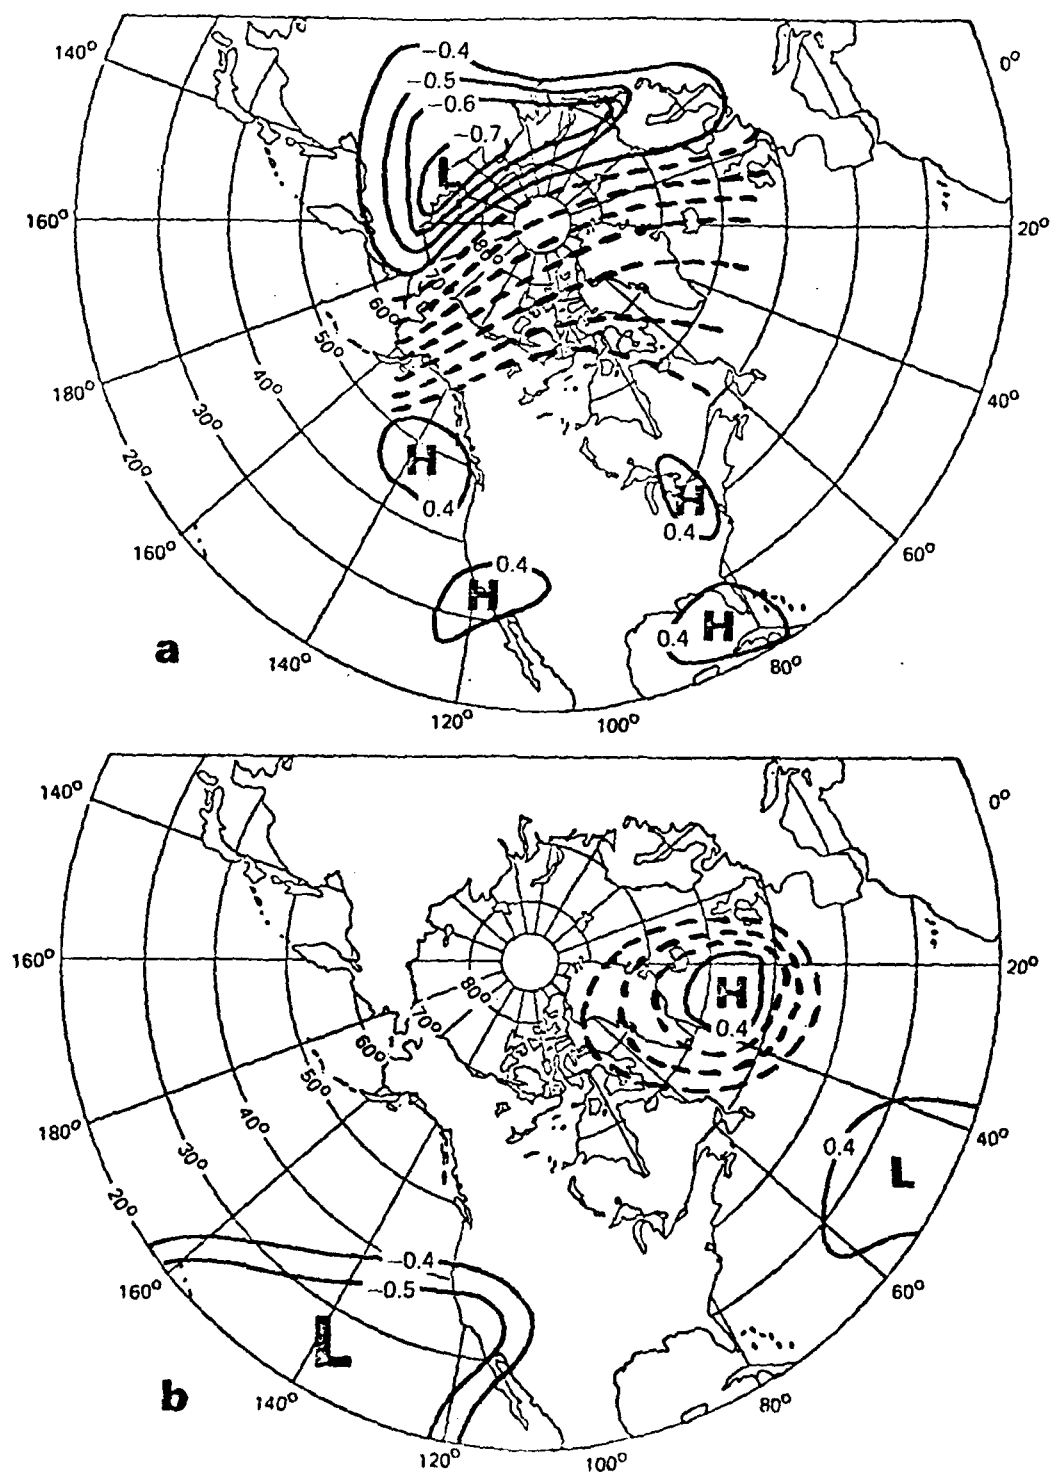 140° −0.4 0°
−0.5
−0.6
−0.7
L
160° 20°
80°
70°
60°
50°
180° 40° 40°
30°
20° H H
0.4 0.4
160° 60°
0.4
H H
a 0.4
140° 80°
120° 100°
140° 0°
160° 20°
80° H
70° 0.4
60°
50°
180° 40° 0.4 40°
30° L
20°
−0.4
160° −0.5 60°
L
b 140° 80°
120° 100°